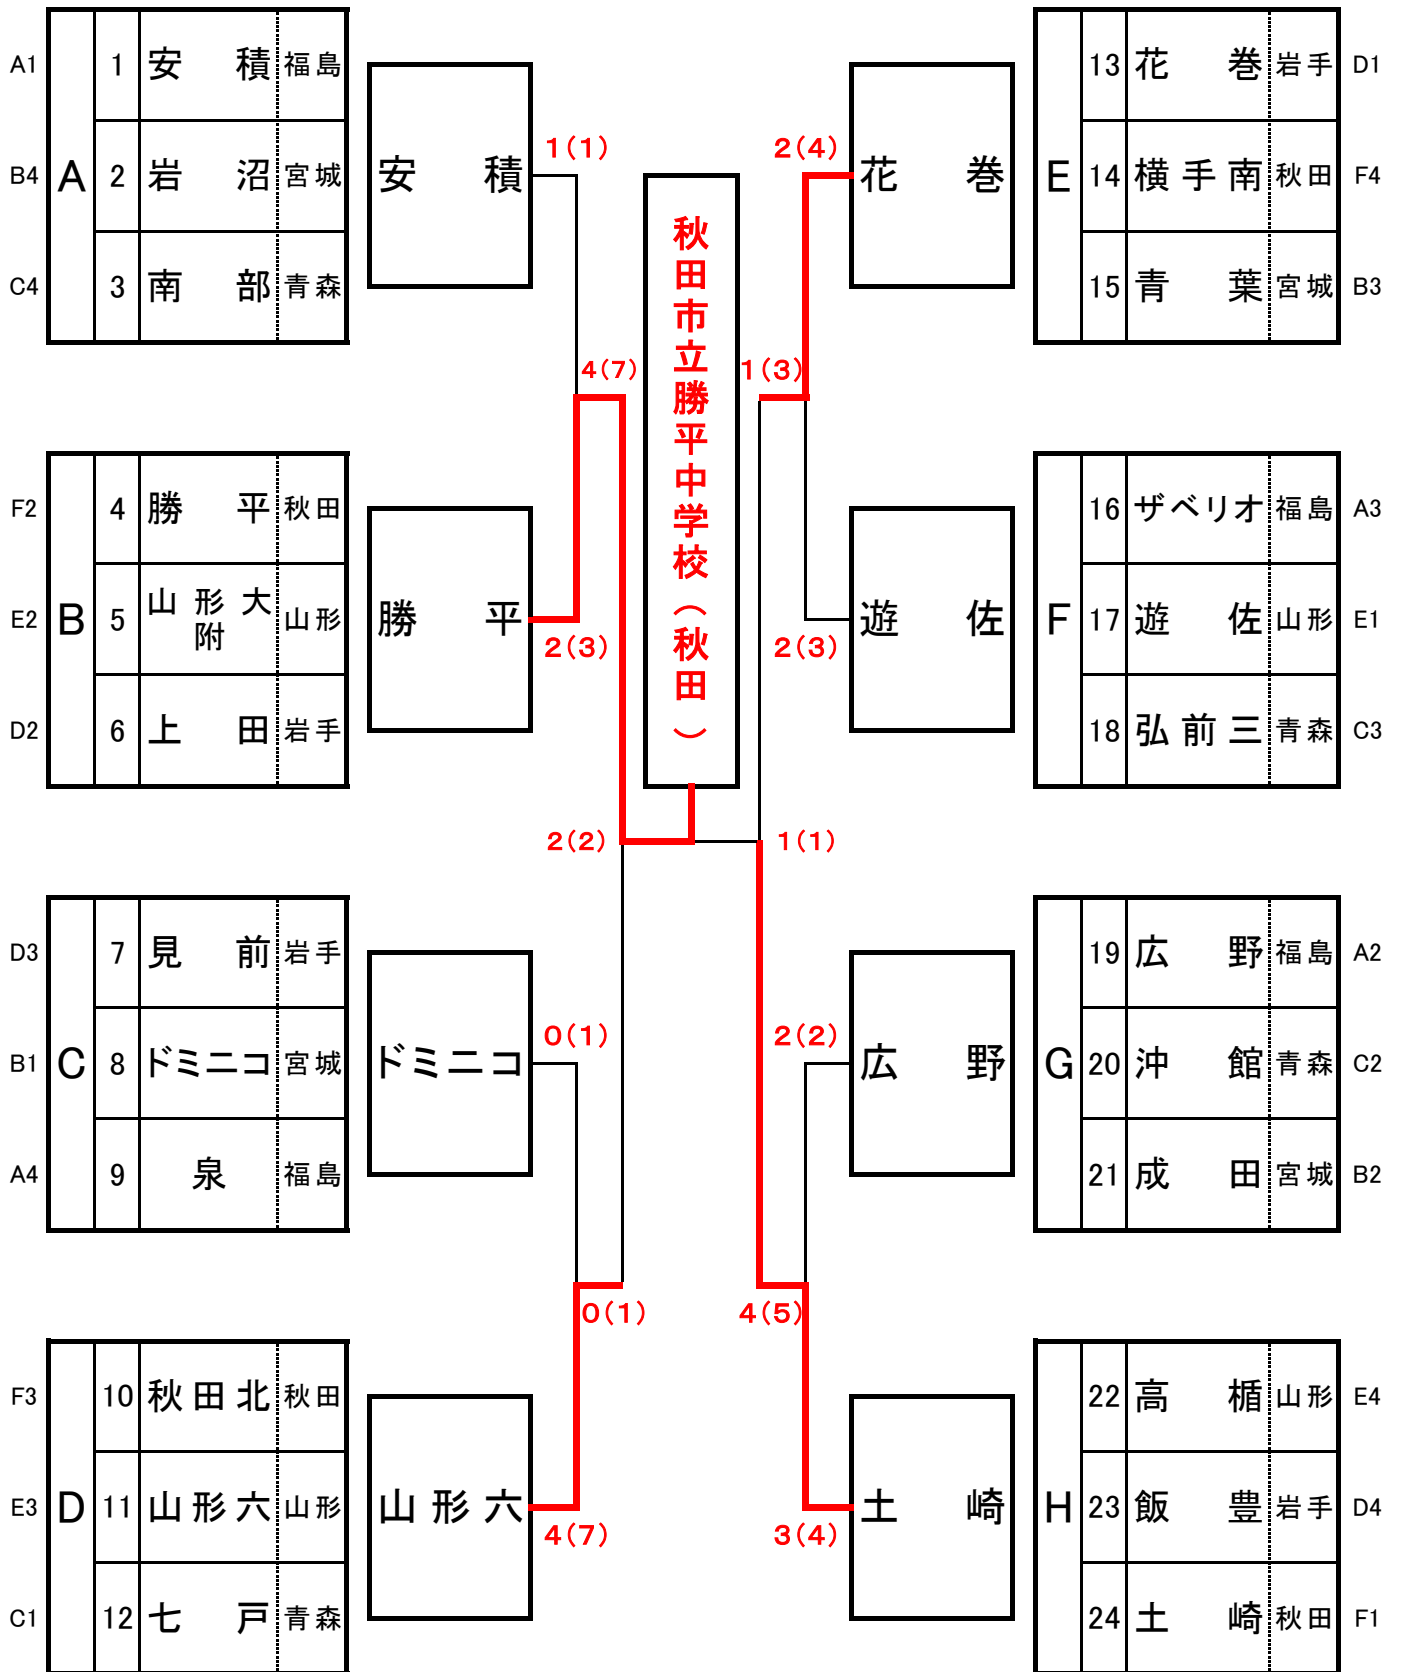 A1 1 安積 福島
B4 A 2 岩沼 宮城
C4 3 南部 青森
F2 4 勝平 秋田
E2 B 5 山形大附 山形
D2 6 上田 岩手
D3 7 見前 岩手
B1 C 8 ドミニコ 宮城
A4 9 泉 福島
F3 10 秋田北 秋田
E3 D 11 山形六 山形
C1 12 七戸 青森
安積
1(1)
4(7)
勝平
2(3)
2(2)
ドミニコ
0(1)
0(1)
山形六
4(7)
秋田市立勝平中学校(秋田)
2(4)
花巻
1(3)
遊佐
2(3)
1(1)
2(2)
広野
4(5)
土崎
3(4)
13 花巻 岩手 D1
E 14 横手南 秋田 F4
15 青葉 宮城 B3
16 ザベリオ 福島 A3
F 17 遊佐 山形 E1
18 弘前三 青森 C3
19 広野 福島 A2
G 20 沖館 青森 C2
21 成田 宮城 B2
22 高楯 山形 E4
H 23 飯豊 岩手 D4
24 土崎 秋田 F1